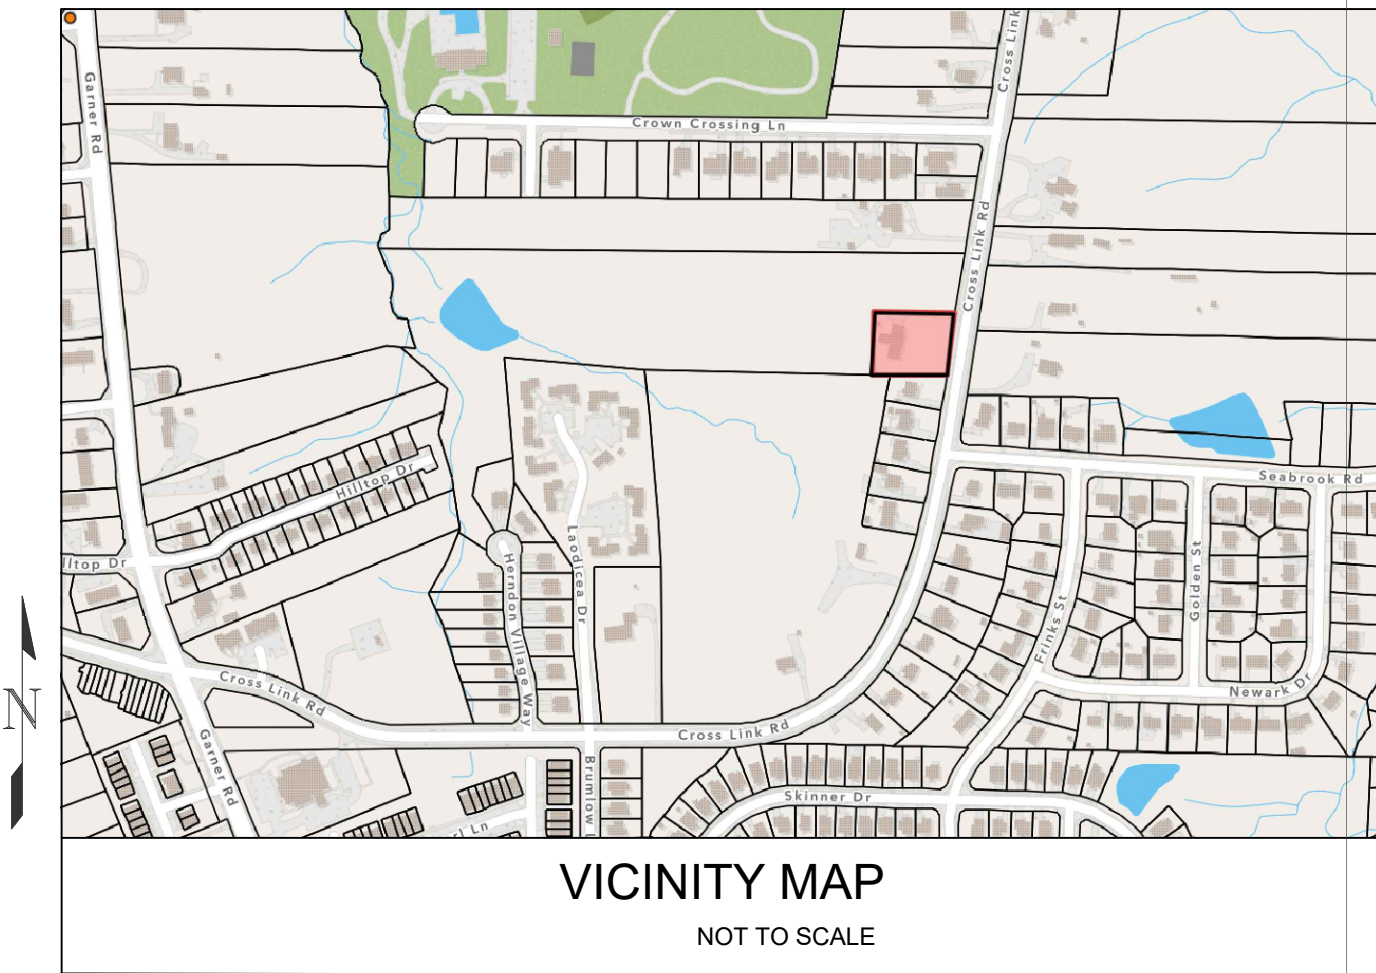 Cross Link
Garner Rd
Crown Crossing Ln
Cross Link Rd
Seabrook Rd
Hilltop Dr
lltop Dr
Laodicea Dr
Herndon Village Way
Golden St
Frinks St
Newark Dr
Cross Link Rd
Cross Link Rd
Garner Rd
Brumlow L
Skinner Dr
Ln
N
VICINITY MAP
NOT TO SCALE